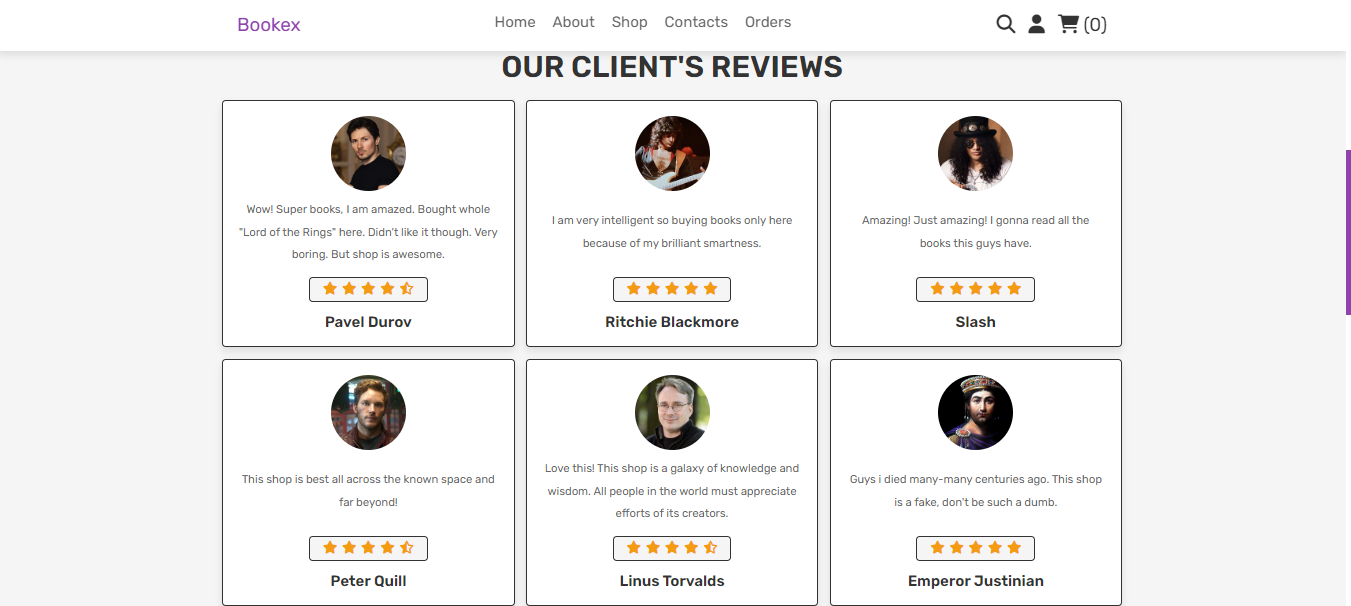 Bookex Home About Shop Contacts Orders (0)
OUR CLIENT'S REVIEWS
Wow! Super books, I am amazed. Bought whole
"Lord of the Rings" here. Didn't like it though. Very
boring. But shop is awesome.
Pavel Durov
I am very intelligent so buying books only here
because of my brilliant smartness.
Ritchie Blackmore
Amazing! Just amazing! I gonna read all the
books this guys have.
Slash
This shop is best all across the known space and
far beyond!
Peter Quill
Love this! This shop is a galaxy of knowledge and
wisdom. All people in the world must appreciate
efforts of its creators.
Linus Torvalds
Guys i died many-many centuries ago. This shop
is a fake, don't be such a dumb.
Emperor Justinian